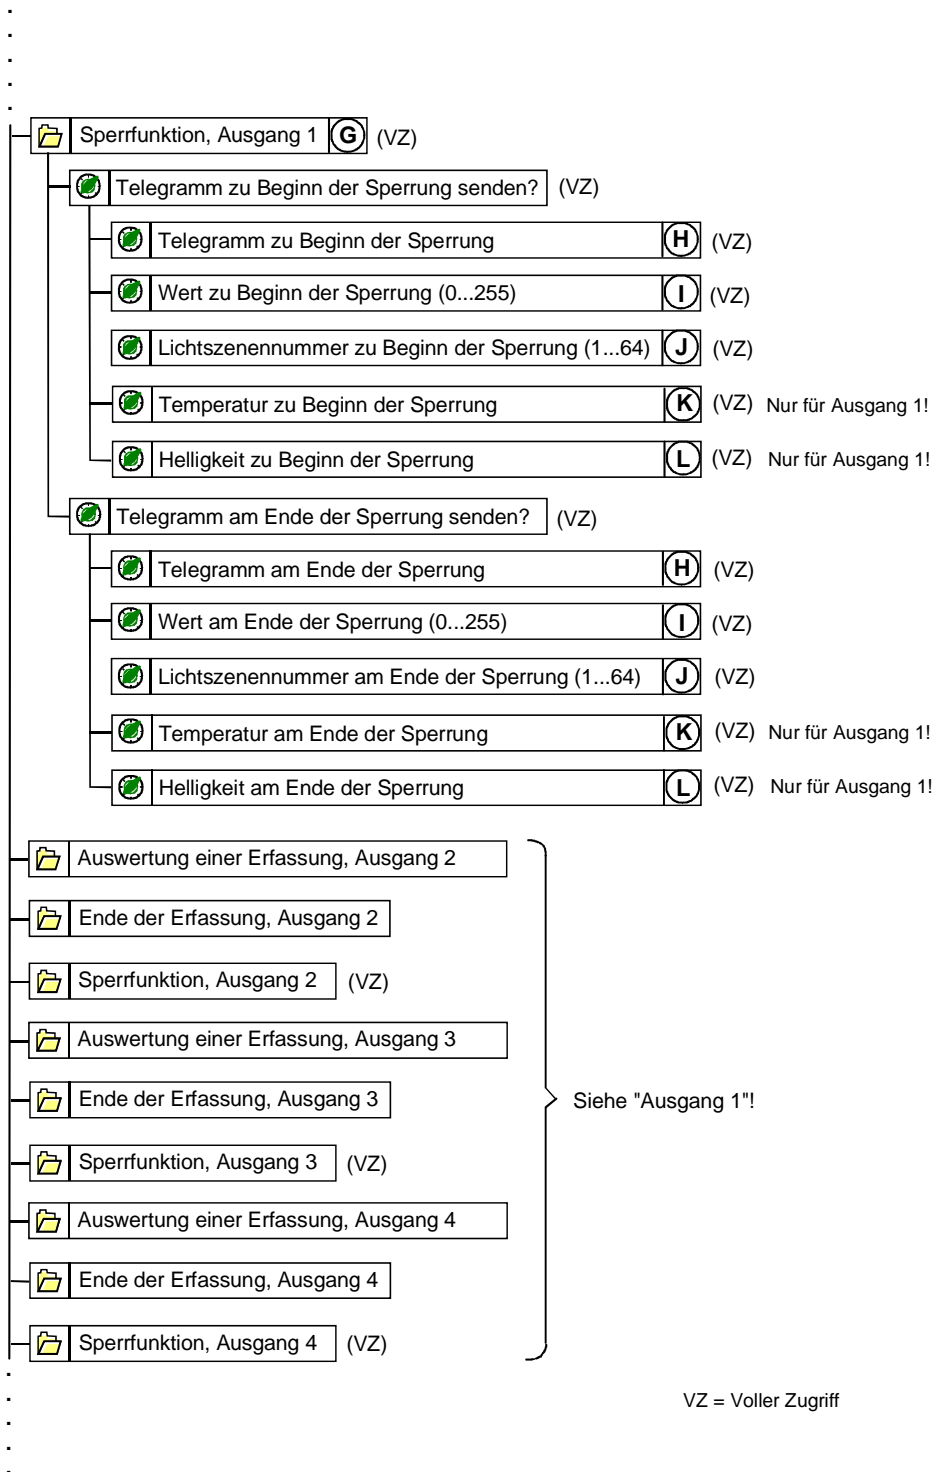 Sperrfunktion, Ausgang 1 G (VZ)
Telegramm zu Beginn der Sperrung senden? (VZ)
Telegramm zu Beginn der Sperrung H (VZ)
Wert zu Beginn der Sperrung (0...255) I (VZ)
Lichtszenennummer zu Beginn der Sperrung (1...64) J (VZ)
Temperatur zu Beginn der Sperrung K (VZ) Nur für Ausgang 1!
Helligkeit zu Beginn der Sperrung L (VZ) Nur für Ausgang 1!
Telegramm am Ende der Sperrung senden? (VZ)
Telegramm am Ende der Sperrung H (VZ)
Wert am Ende der Sperrung (0...255) I (VZ)
Lichtszenennummer am Ende der Sperrung (1...64) J (VZ)
Temperatur am Ende der Sperrung K (VZ) Nur für Ausgang 1!
Helligkeit am Ende der Sperrung L (VZ) Nur für Ausgang 1!
Auswertung einer Erfassung, Ausgang 2
Ende der Erfassung, Ausgang 2
Sperrfunktion, Ausgang 2 (VZ)
Auswertung einer Erfassung, Ausgang 3
Ende der Erfassung, Ausgang 3
Siehe "Ausgang 1"!
Sperrfunktion, Ausgang 3 (VZ)
Auswertung einer Erfassung, Ausgang 4
Ende der Erfassung, Ausgang 4
Sperrfunktion, Ausgang 4 (VZ)
VZ = Voller Zugriff